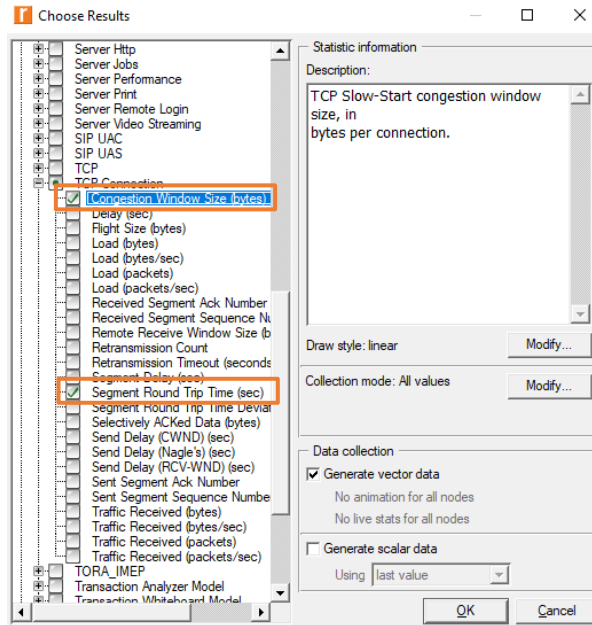 Choose Results
Server Http
Server Jobs
Server Perfomance
Server Print
Server Remote Login
Server Video Streaming
SIP UAC
SIP UAS
TCP
TCP Connection
Congestion Window Size (bytes)
Delay (sec)
Flight Size (bytes)
Load (bytes)
Load (bytes/sec)
Load (packets)
Load (packets/sec)
Received Segment Ack Number
Received Segment Sequence Nu
Remote Receive Window Size (b
Retransmission Count
Retransmission Timeout (seconds
Segment Delay (sec)
Segment Round Trip Time (sec)
Segment Round Trip Time Deviat
Selectively ACKed Data (bytes)
Send Delay (CWND) (sec)
Send Delay (Nagle's) (sec)
Send Delay (RCV-WND) (sec)
Sent Segment Ack Number
Sent Segment Sequence Numbe
Traffic Received (bytes)
Traffic Received (bytes/sec)
Traffic Received (packets)
Traffic Received (packets/sec)
TORA_IMEP
Transaction Analyzer Model
Transaction Whiteboard Model
Statistic information
Description:
TCP Slow-Start congestion window
size, in
bytes per connection.
Draw style: linear
Modify...
Collection mode: All values
Modify...
Data collection
Generate vector data
No animation for all nodes
No live stats for all nodes
Generate scalar data
Using last value
OK
Cancel